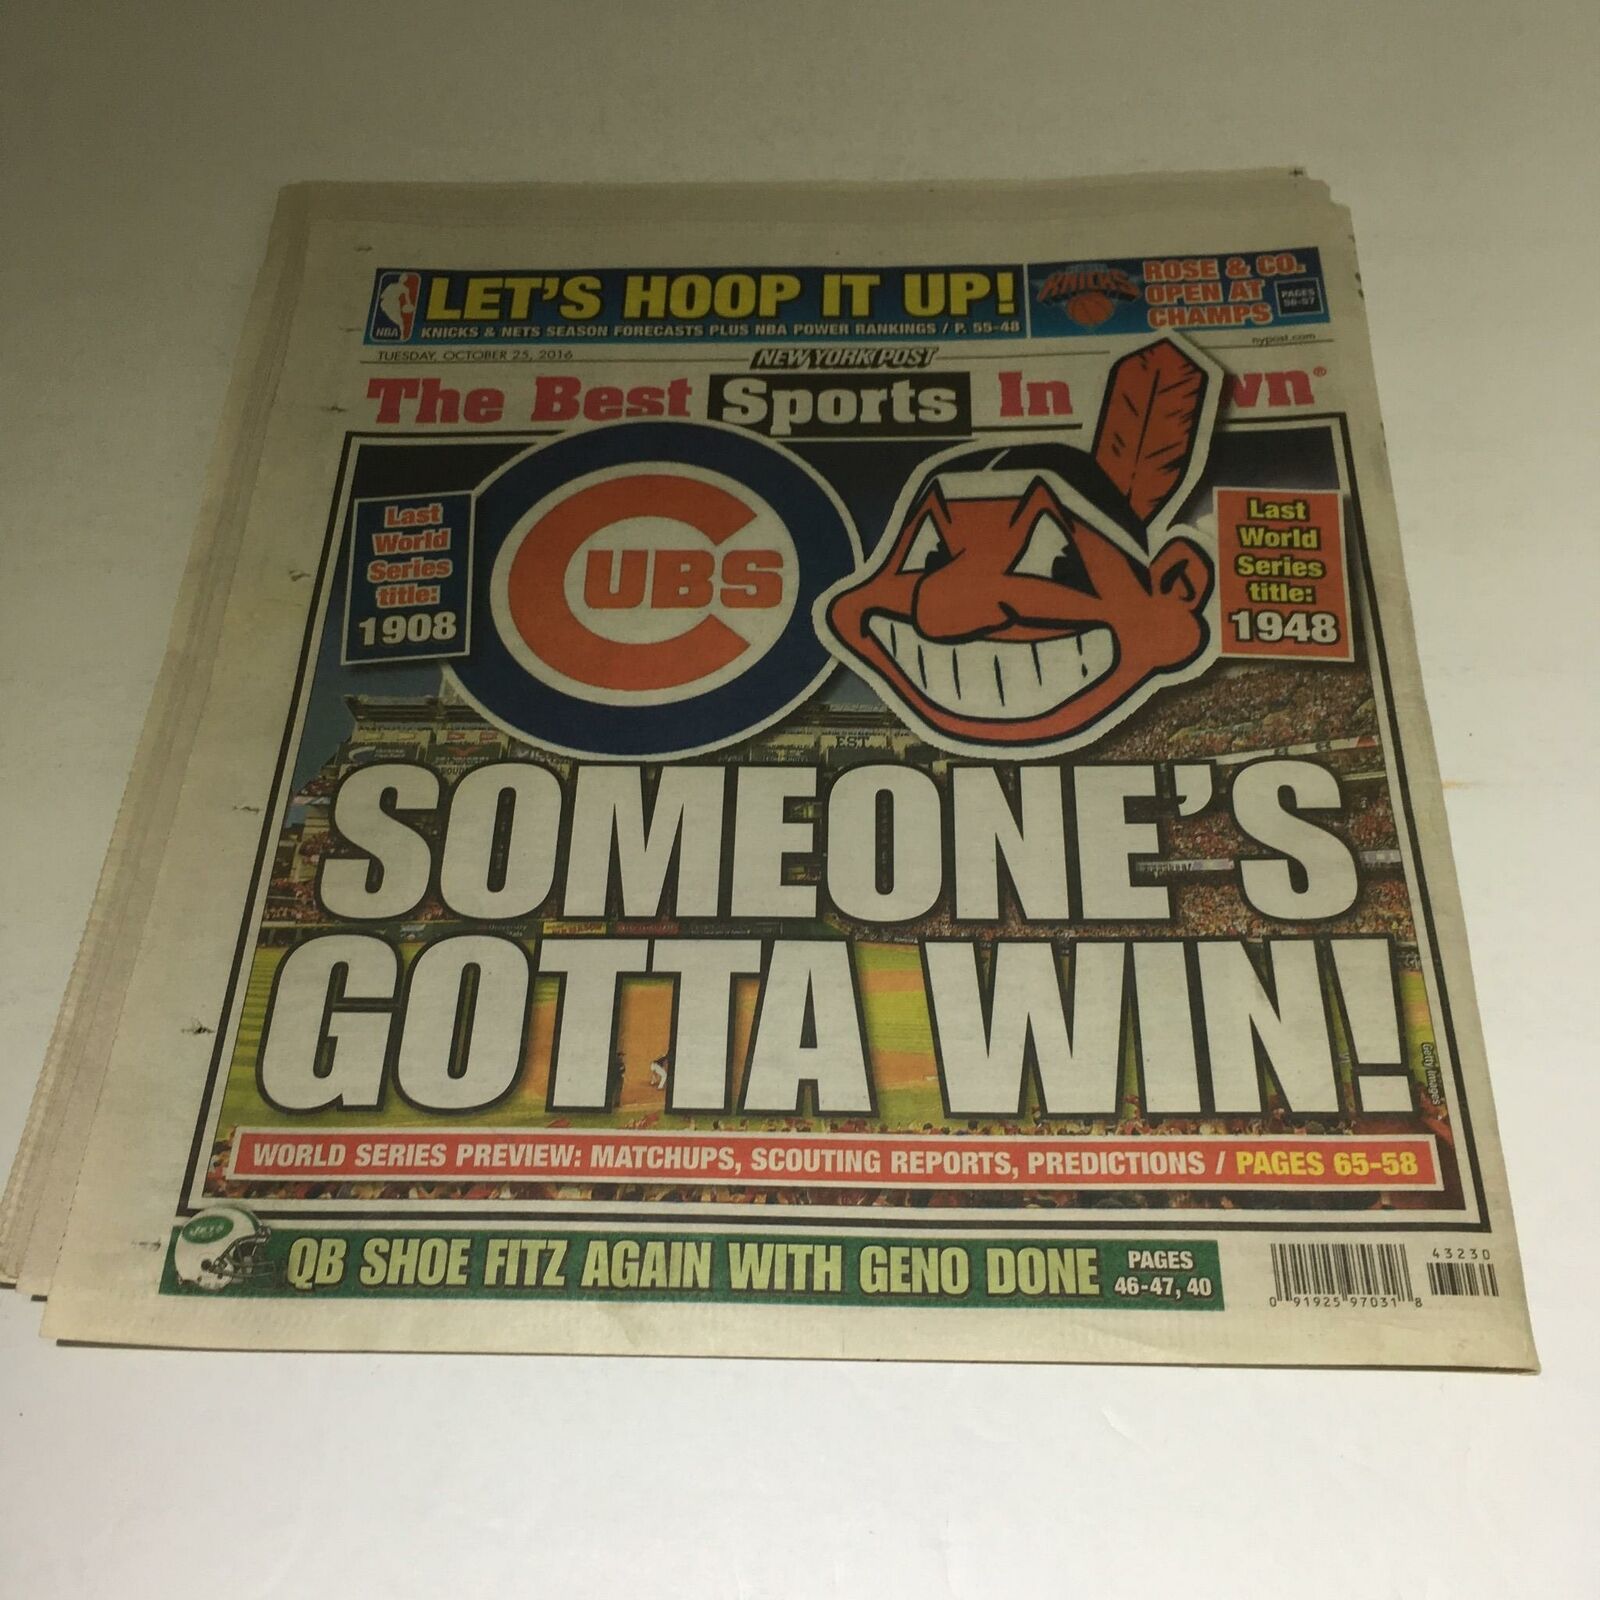 LET'S HOOP IT UP!
KNICKS & NETS SEASON FORECASTS PLUS NBA POWER RANKINGS / P. 55-48
NBA
KNICKS
ROSE & CO.
OPEN AT
CHAMPS
PAGES
56-57
TUESDAY, OCTOBER 25, 2016
NEW YORK POST
nypost.com
The Best Sports In wn®
Last
World
Series
title:
1908
CUBS
Last
World
Series
title:
1948
EST
SOMEONE'S
GOTTA WIN!
Getty Images
WORLD SERIES PREVIEW: MATCHUPS, SCOUTING REPORTS, PREDICTIONS / PAGES 65-58
JETS
QB SHOE FITZ AGAIN WITH GENO DONE
PAGES
46-47, 40
43230
0 91925 97031 8